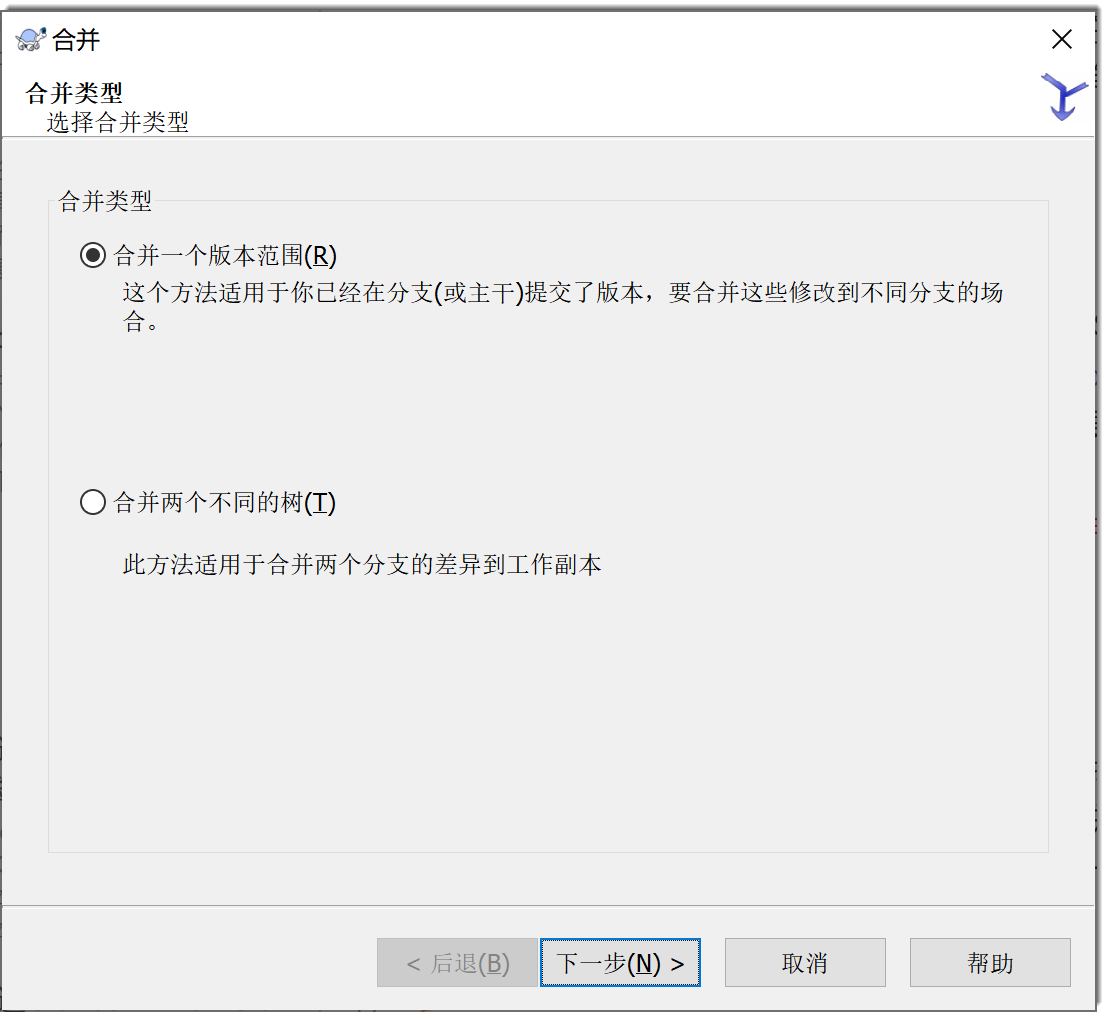 合并
合并类型
选择合并类型
合并类型
合并一个版本范围(R)
这个方法适用于你已经在分支(或主干)提交了版本，要合并这些修改到不同分支的场
合。
合并两个不同的树(T)
此方法适用于合并两个分支的差异到工作副本
< 后退(B)
下一步(N) >
取消
帮助